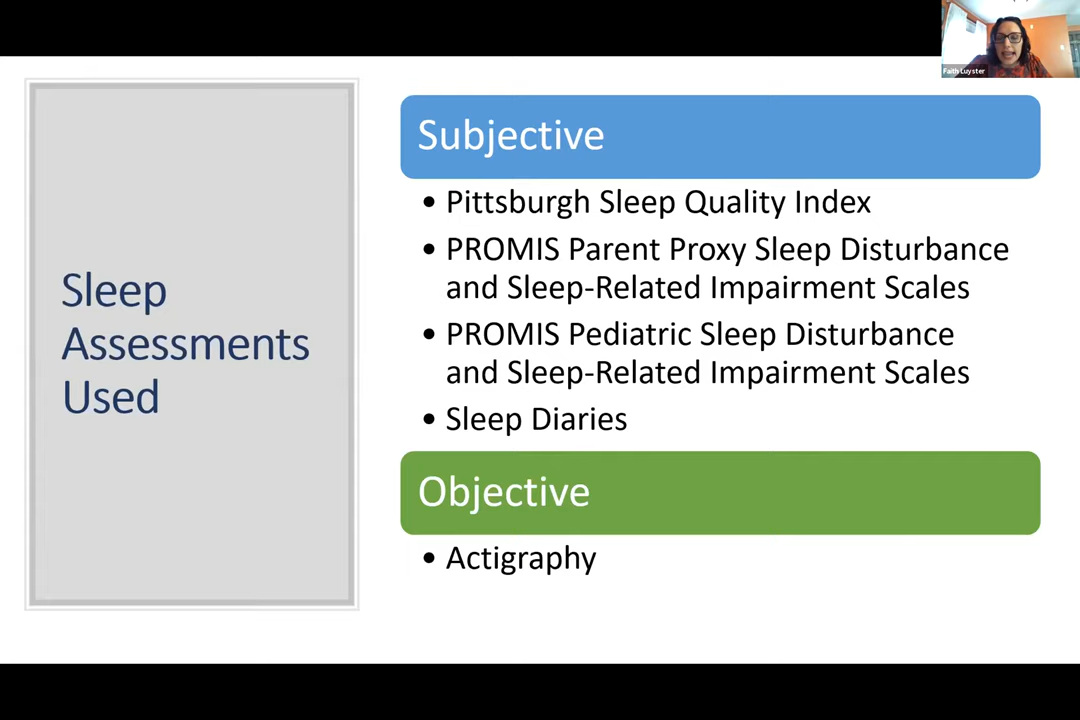 Faith Luyster
Sleep
Assessments
Used
Subjective
• Pittsburgh Sleep Quality Index
• PROMIS Parent Proxy Sleep Disturbance
and Sleep-Related Impairment Scales
• PROMIS Pediatric Sleep Disturbance
and Sleep-Related Impairment Scales
• Sleep Diaries
Objective
• Actigraphy